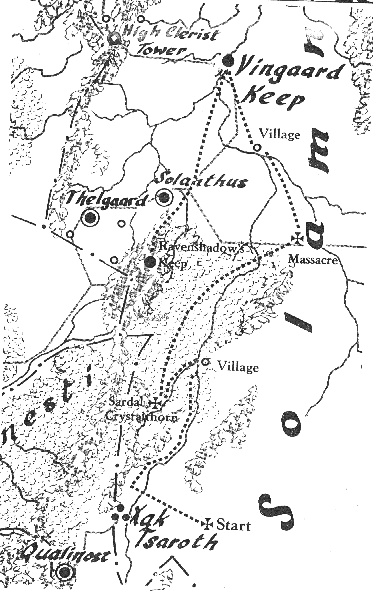 High Clerist
Tower
Vingaard
Keep
Village
Solanthus
Thelgaard
Ravenshadow's
Keep
E
Massacre
Village
Sardal
Crystalthorn
nesti
Solamn
Xak
Tsaroth
Start
Qualinost